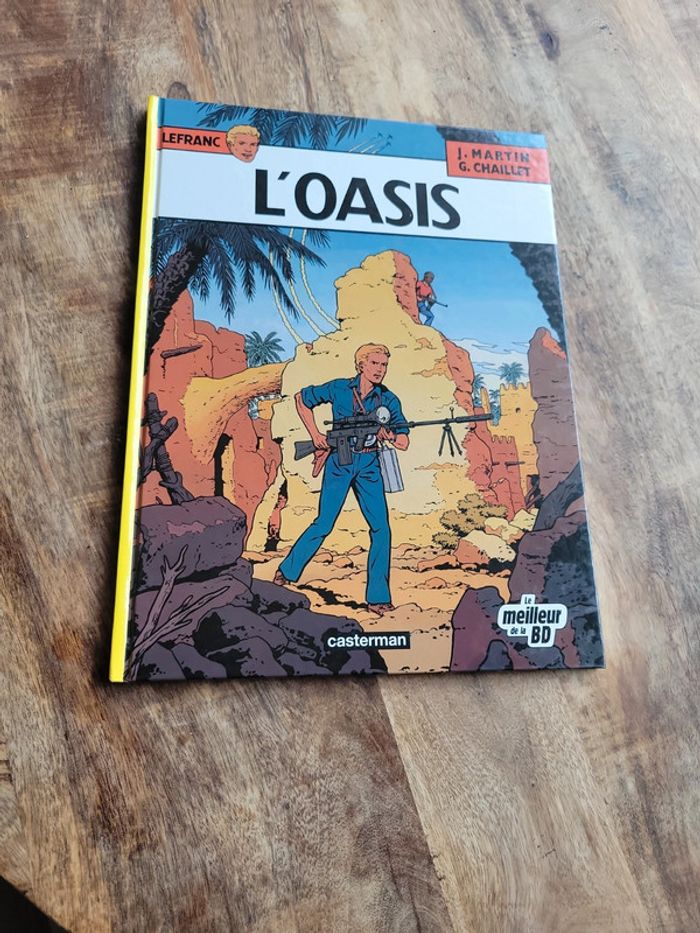 LEFRANC
J. MARTIN
G. CHAILLET
L'OASIS
casterman
Le
meilleur
de la BD